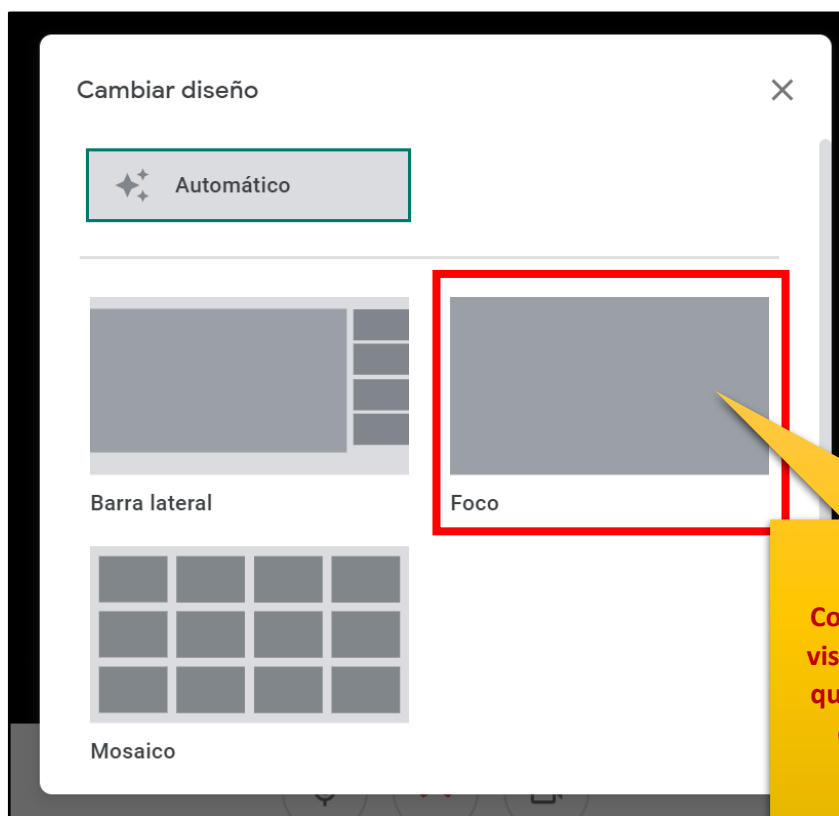 Cambiar diseño
Automático
Barra lateral
Foco
Mosaico